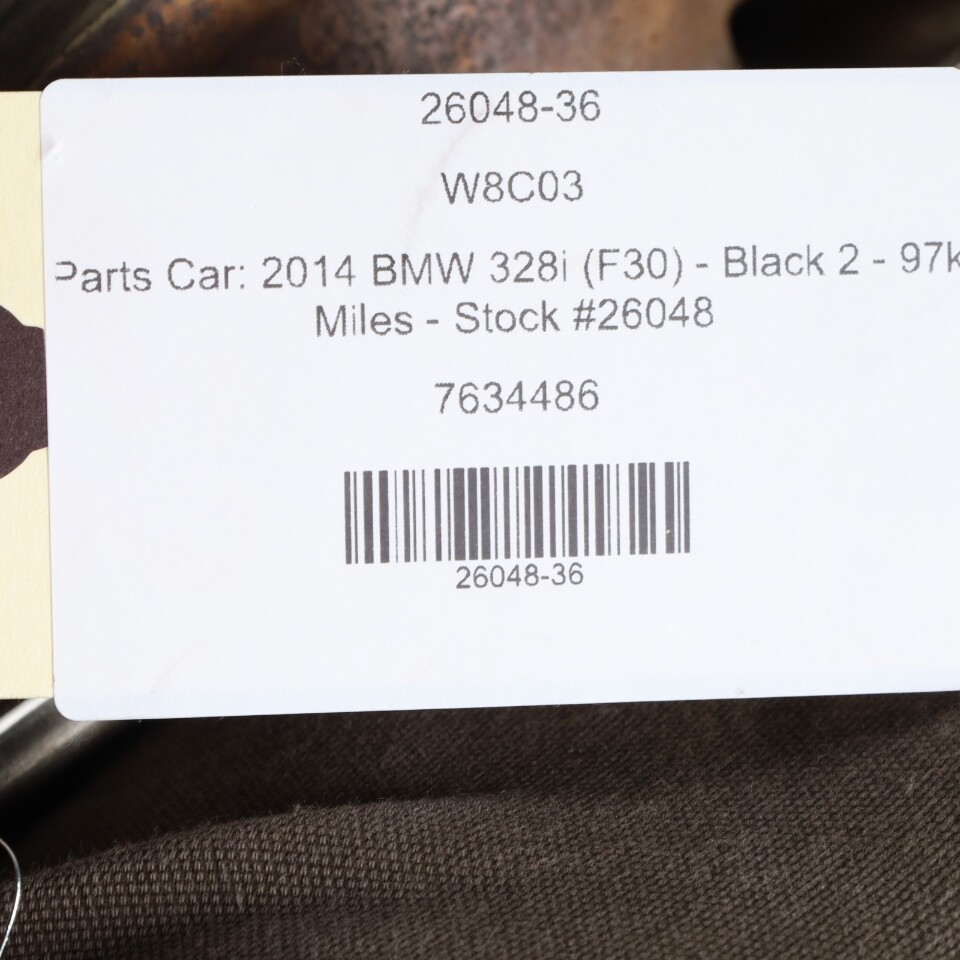 26048-36
W8C03
Parts Car: 2014 BMW 328i (F30) - Black 2 - 97k
Miles - Stock #26048
7634486
26048-36